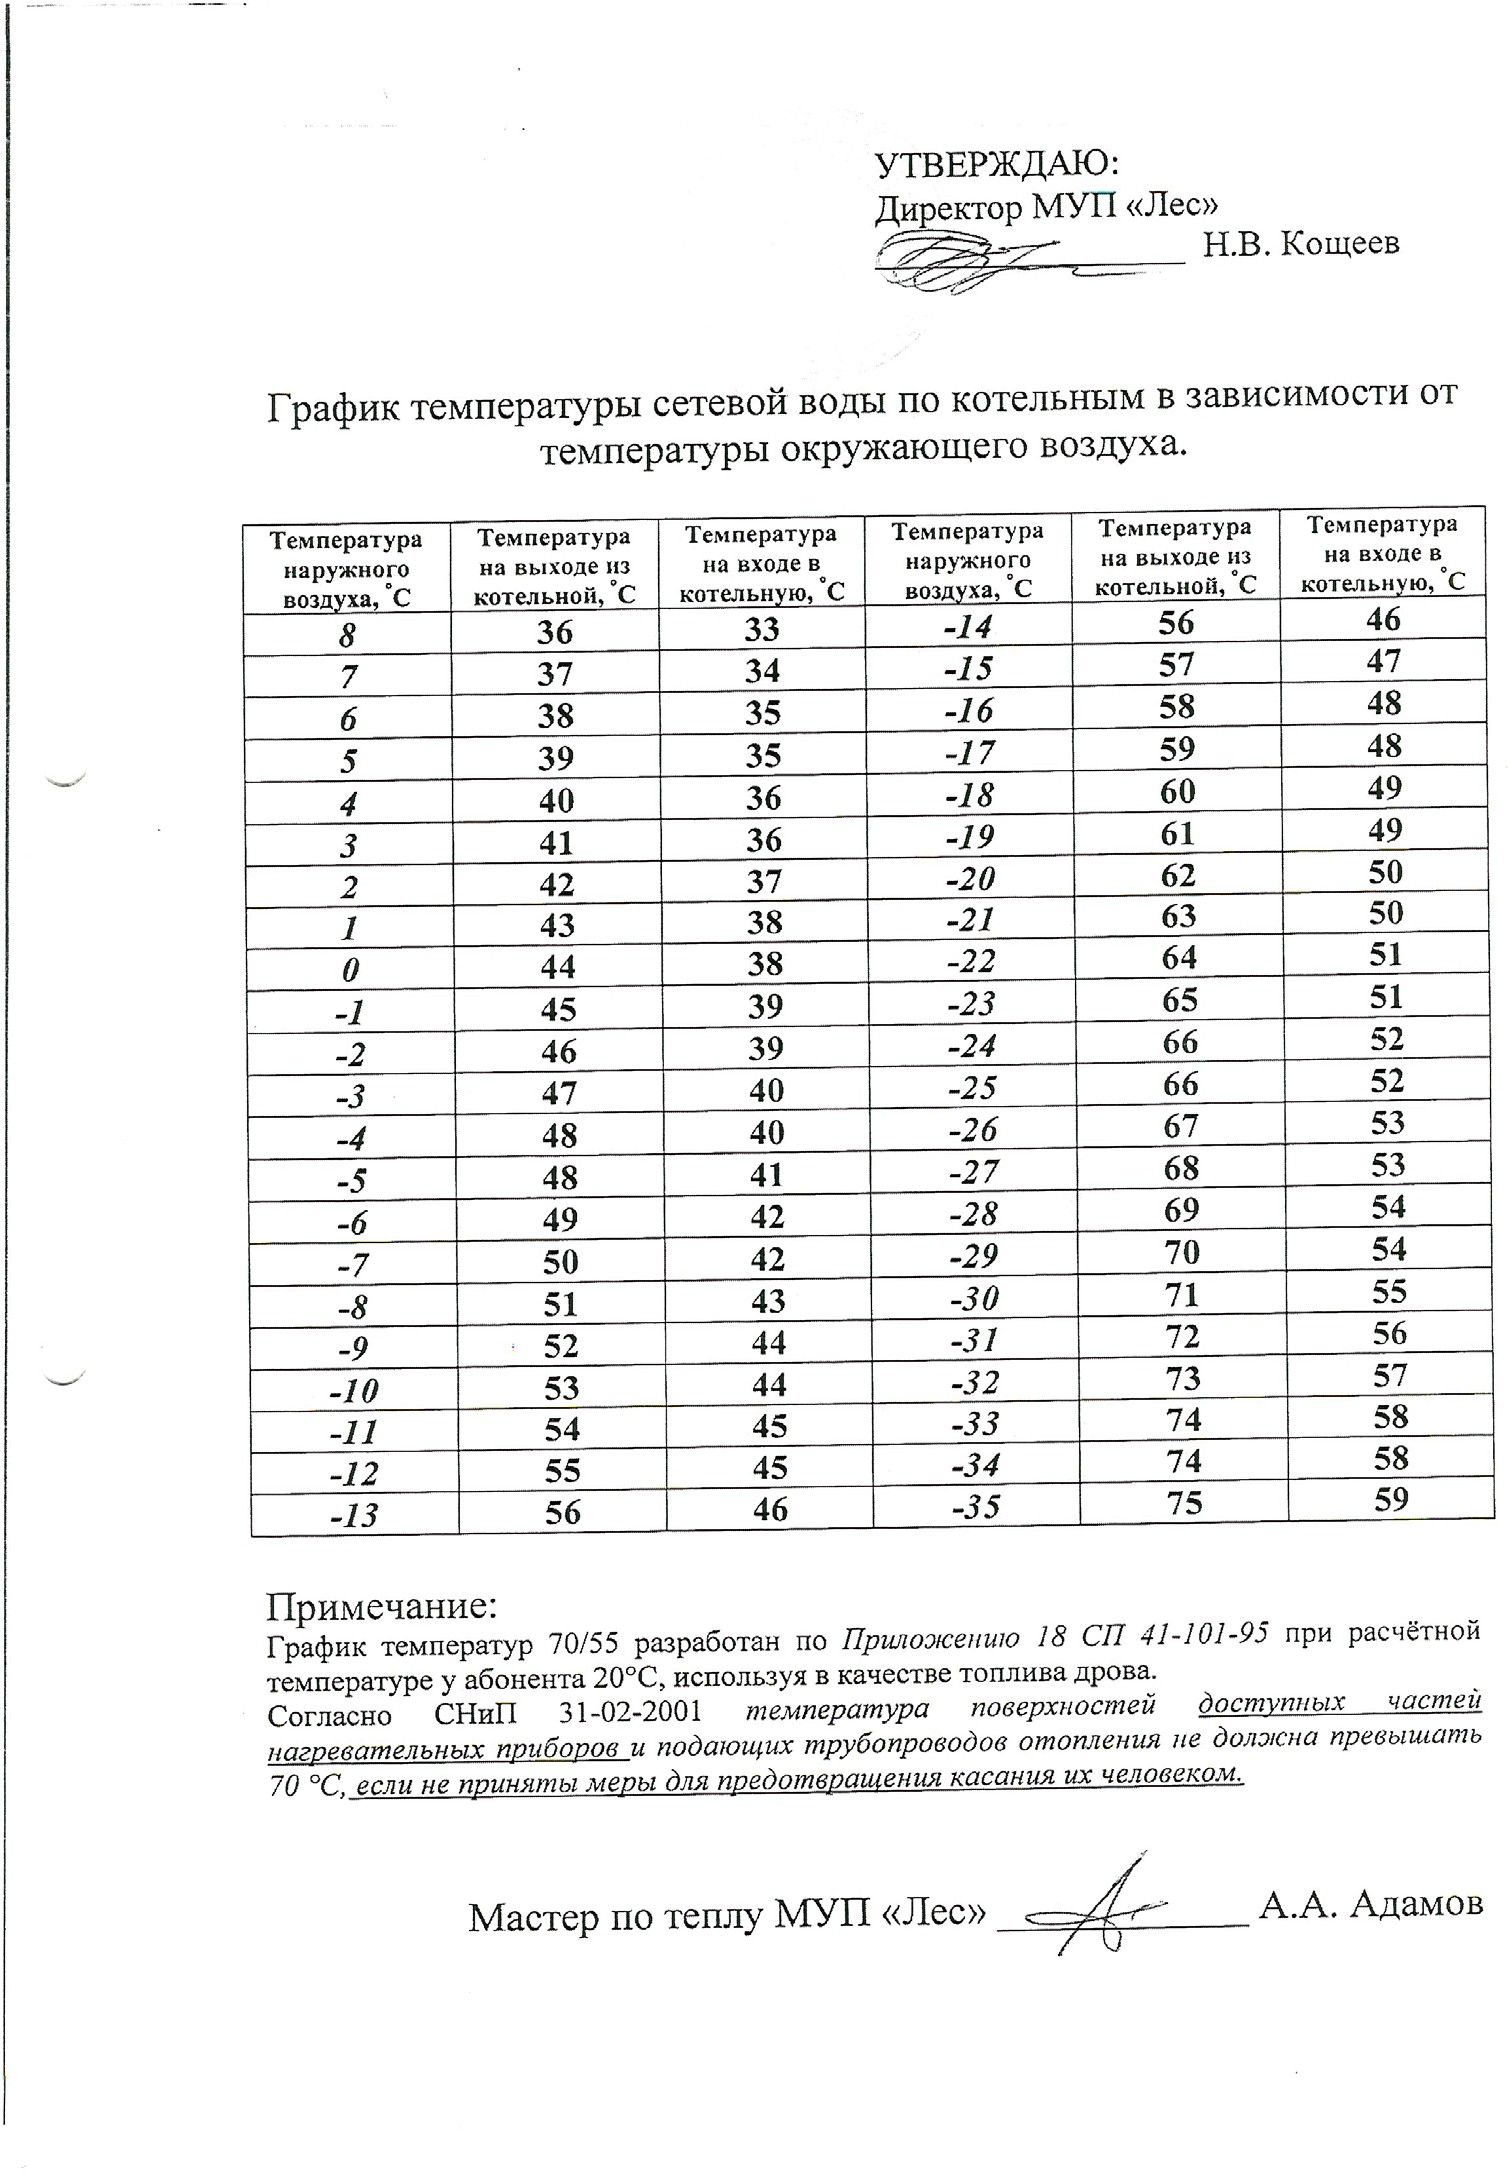 УТВЕРЖДАЮ:
Директор МУП «Лес»
Н.В. Кощеев
График температуры сетевой воды по котельным в зависимости от
температуры окружающего воздуха.
Температура наружного воздуха, °С Температура на выходе из котельной, °С Температура на входе в котельную, °С Температура наружного воздуха, °С Температура на выходе из котельной, °С Температура на входе в котельную, °С
8 36 33 -14 56 46
7 37 34 -15 57 47
6 38 35 -16 58 48
5 39 35 -17 59 48
4 40 36 -18 60 49
3 41 36 -19 61 49
2 42 37 -20 62 50
1 43 38 -21 63 50
0 44 38 -22 64 51
-1 45 39 -23 65 51
-2 46 39 -24 66 52
-3 47 40 -25 66 52
-4 48 40 -26 67 53
-5 48 41 -27 68 53
-6 49 42 -28 69 54
-7 50 42 -29 70 54
-8 51 43 -30 71 55
-9 52 44 -31 72 56
-10 53 44 -32 73 57
-11 54 45 -33 74 58
-12 55 45 -34 74 58
-13 56 46 -35 75 59
Примечание:
График температур 70/55 разработан по Приложению 18 СП 41-101-95 при расчётной
температуре у абонента 20°С, используя в качестве топлива дрова.
Согласно СНиП 31-02-2001 температура поверхностей доступных частей
нагревательных приборов и подающих трубопроводов отопления не должна превышать
70 °С, если не приняты меры для предотвращения касания их человеком.
Мастер по теплу МУП «Лес» А.А. Адамов